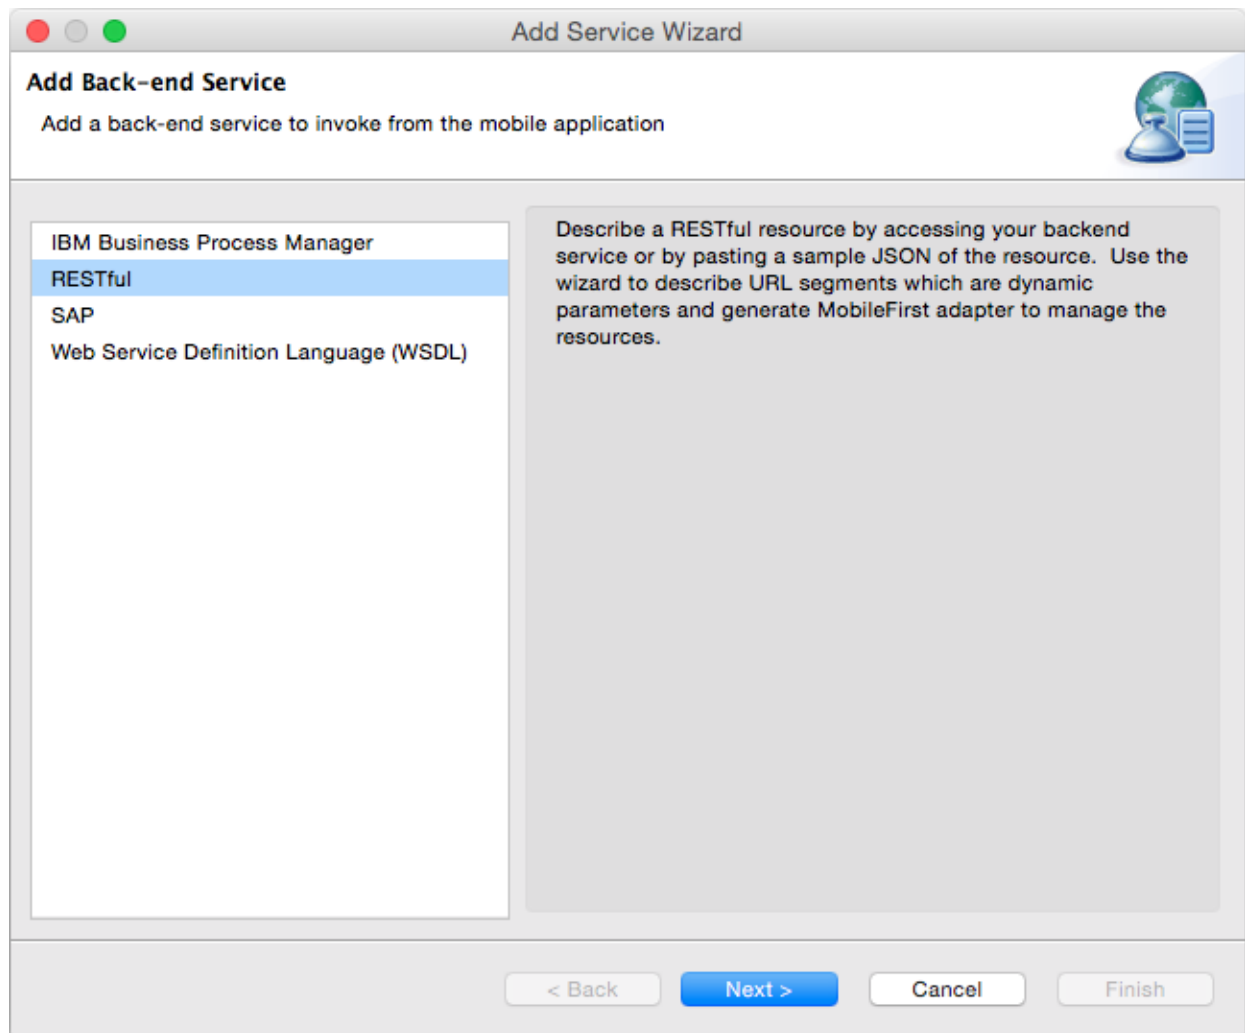 Add Service Wizard
Add Back-end Service
Add a back-end service to invoke from the mobile application
IBM Business Process Manager
RESTful
SAP
Web Service Definition Language (WSDL)
Describe a RESTful resource by accessing your backend
service or by pasting a sample JSON of the resource.  Use the
wizard to describe URL segments which are dynamic
parameters and generate MobileFirst adapter to manage the
resources.
< Back
Next >
Cancel
Finish